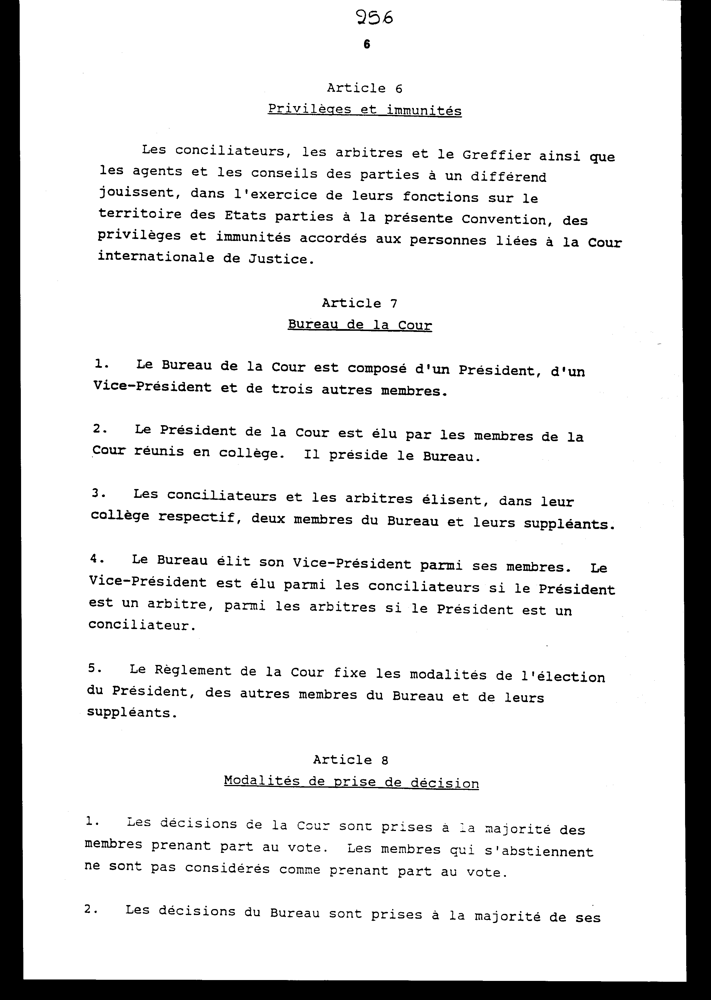 256
6
Article 6
Privilèges et immunités
Les conciliateurs, les arbitres et le Greffier ainsi que
les agents et les conseils des parties à un différend
jouissent, dans l'exercice de leurs fonctions sur le
territoire des Etats parties à la présente Convention, des
privilèges et immunités accordés aux personnes liées à la Cour
internationale de Justice.
Article 7
Bureau de la Cour
1. Le Bureau de la Cour est composé d'un Président, d'un
Vice-Président et de trois autres membres.
2. Le Président de la Cour est élu par les membres de la
Cour réunis en collège. Il préside le Bureau.
3. Les conciliateurs et les arbitres élisent, dans leur
collège respectif, deux membres du Bureau et leurs suppléants.
4. Le Bureau élit son Vice-Président parmi ses membres. Le
Vice-Président est élu parmi les conciliateurs si le Président
est un arbitre, parmi les arbitres si le Président est un
conciliateur.
5. Le Règlement de la Cour fixe les modalités de l'élection
du Président, des autres membres du Bureau et de leurs
suppléants.
Article 8
Modalités de prise de décision
1. Les décisions de la Cour sont prises à la majorité des
membres prenant part au vote. Les membres qui s'abstiennent
ne sont pas considérés comme prenant part au vote.
2. Les décisions du Bureau sont prises à la majorité de ses